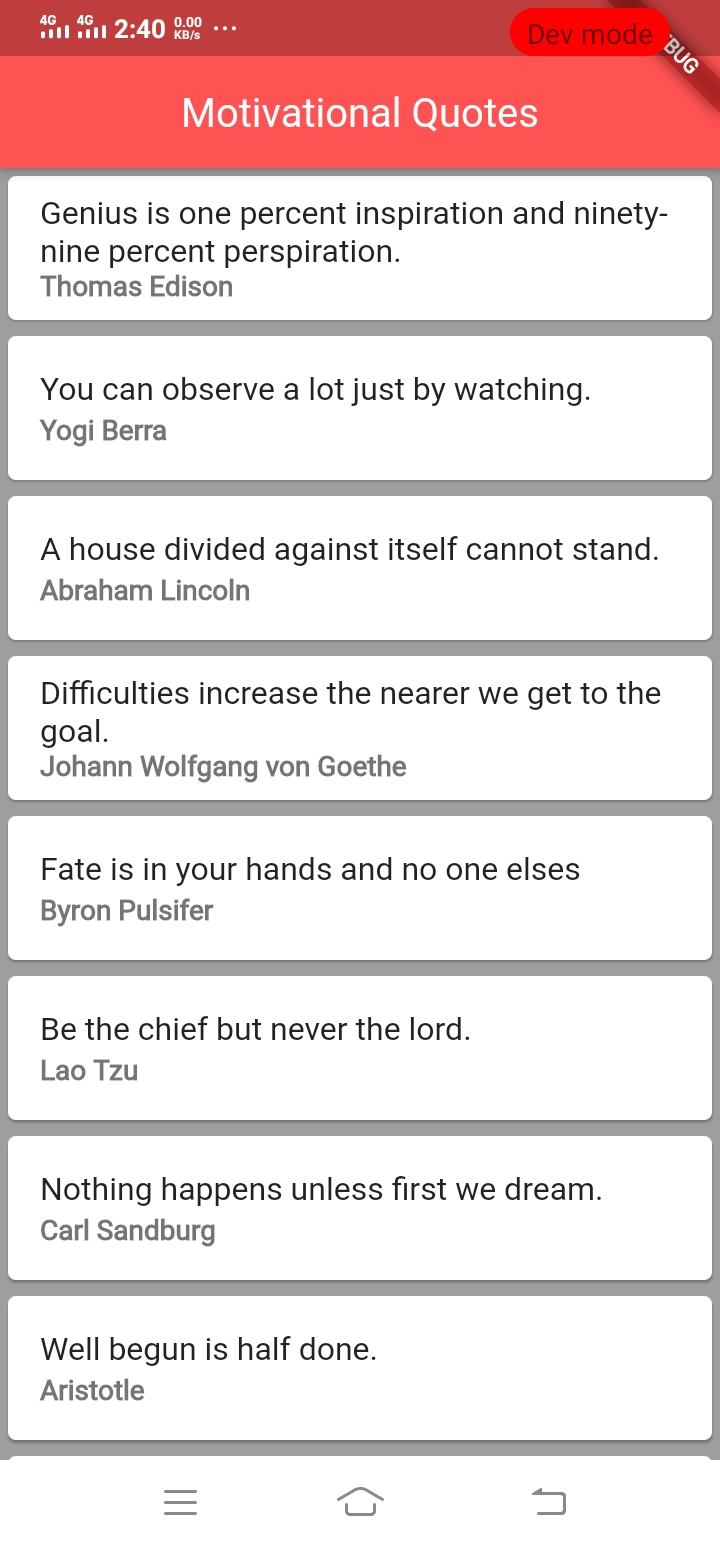 4G 4G 2:40 0.00 KB/s ... Dev mode BUG
Motivational Quotes
Genius is one percent inspiration and ninety-
nine percent perspiration.
Thomas Edison
You can observe a lot just by watching.
Yogi Berra
A house divided against itself cannot stand.
Abraham Lincoln
Difficulties increase the nearer we get to the
goal.
Johann Wolfgang von Goethe
Fate is in your hands and no one elses
Byron Pulsifer
Be the chief but never the lord.
Lao Tzu
Nothing happens unless first we dream.
Carl Sandburg
Well begun is half done.
Aristotle